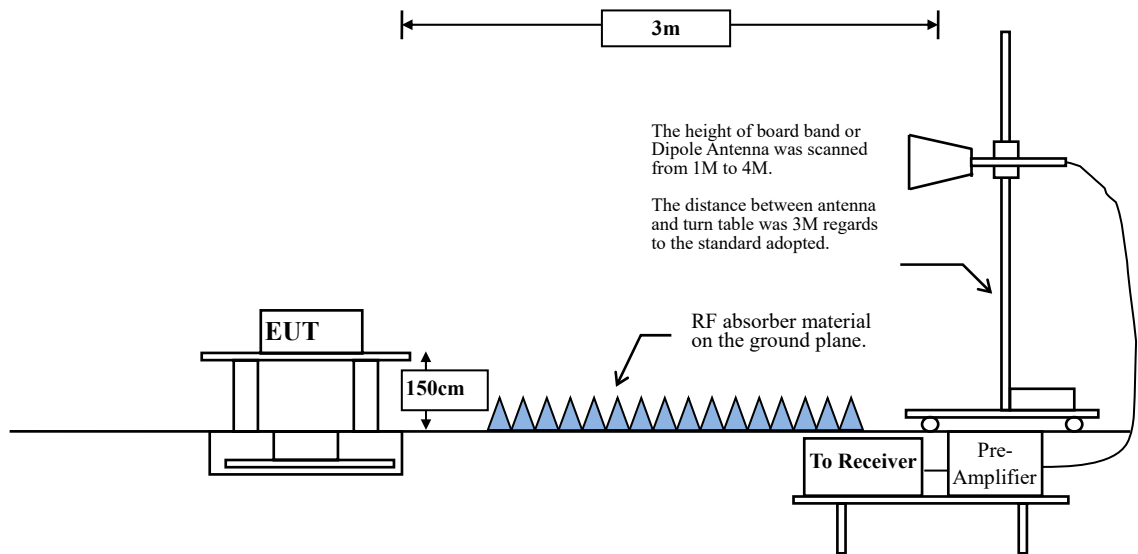 3m
The height of board band or
Dipole Antenna was scanned
from 1M to 4M.
The distance between antenna
and turn table was 3M regards
to the standard adopted.
EUT
RF absorber material
on the ground plane.
150cm
To Receiver
Pre-
Amplifier